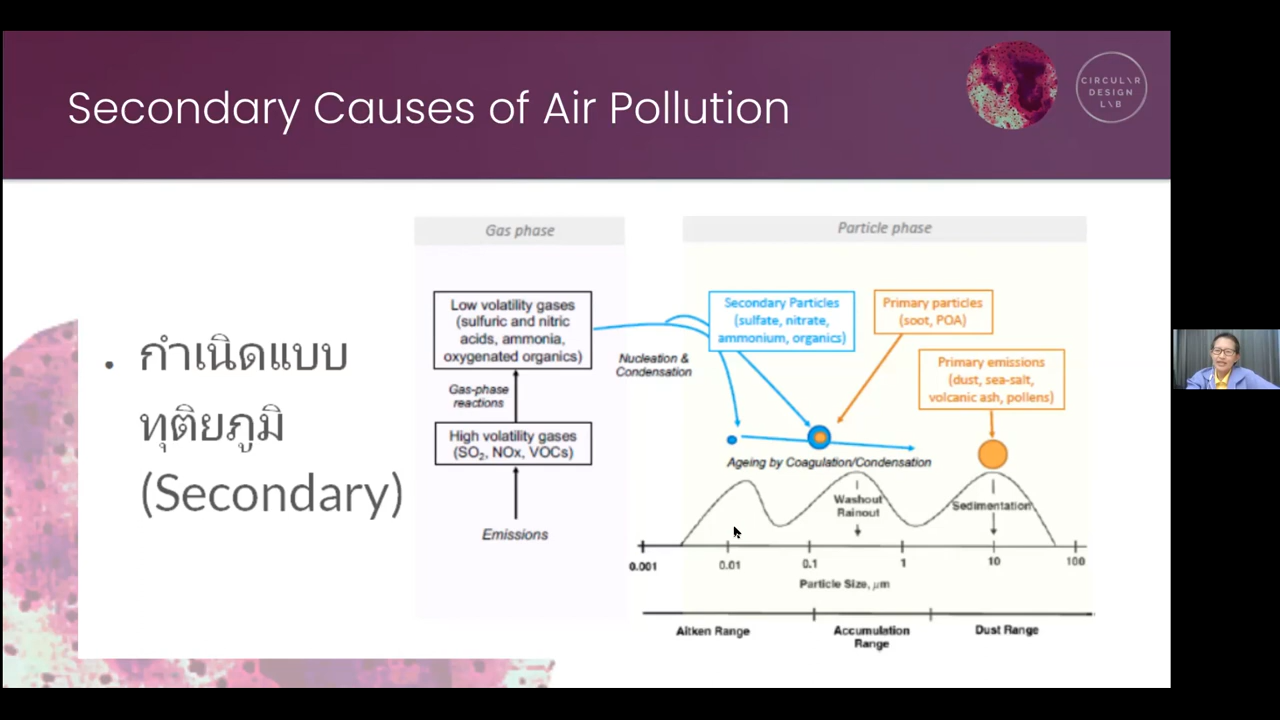 Secondary Causes of Air Pollution
CIRCUL\R
DESIGN
L\B
• กำเนิดแบบ
ทุติยภูมิ
(Secondary)
Gas phase
Low volatility gases
(sulfuric and nitric
acids, ammonia,
oxygenated organics)
Gas-phase
reactions
High volatility gases
(SO₂, NOx, VOCs)
Emissions
Nucleation &
Condensation
Particle phase
Secondary Particles
(sulfate, nitrate,
ammonium, organics)
Primary particles
(soot, POA)
Primary emissions
(dust, sea-salt,
volcanic ash, pollens)
Ageing by Coagulation/Condensation
Washout
Rainout
Sedimentation
0.001 0.01 0.1 1 10 100
Particle Size, μm
Aitken Range
Accumulation
Range
Dust Range